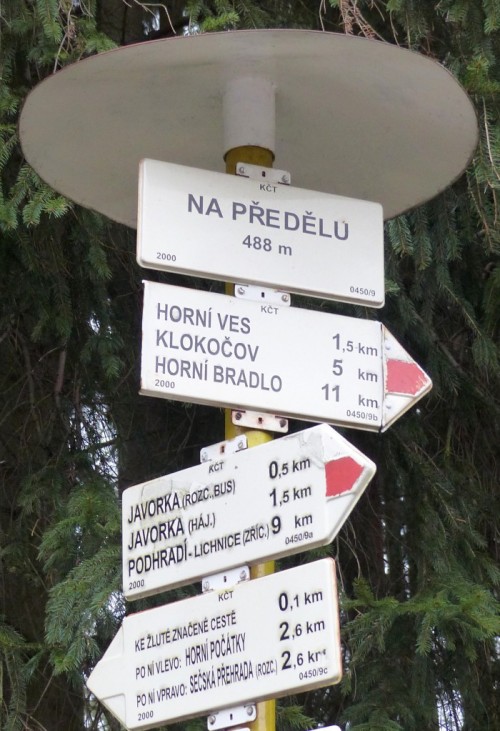 KČT
NA PŘEDĚLU
488 m
2000 0450/9
KČT
HORNÍ VES 1,5 km
KLOKOČOV 5 km
HORNÍ BRADLO 11 km
2000 0450/9b
KČT
JAVORKA (ROZC.,BUS) 0,5 km
JAVORKA (HÁJ.) 1,5 km
PODHRADÍ - LICHNICE (ZŘÍC.) 9 km
2000 0450/9a
KČT
KE ŽLUTĚ ZNAČENÉ CESTĚ 0,1 km
PO NÍ VLEVO: HORNÍ POČÁTKY 2,6 km
PO NÍ VPRAVO: SEČSKÁ PŘEHRADA (ROZC.) 2,6 km
2000 0450/9c